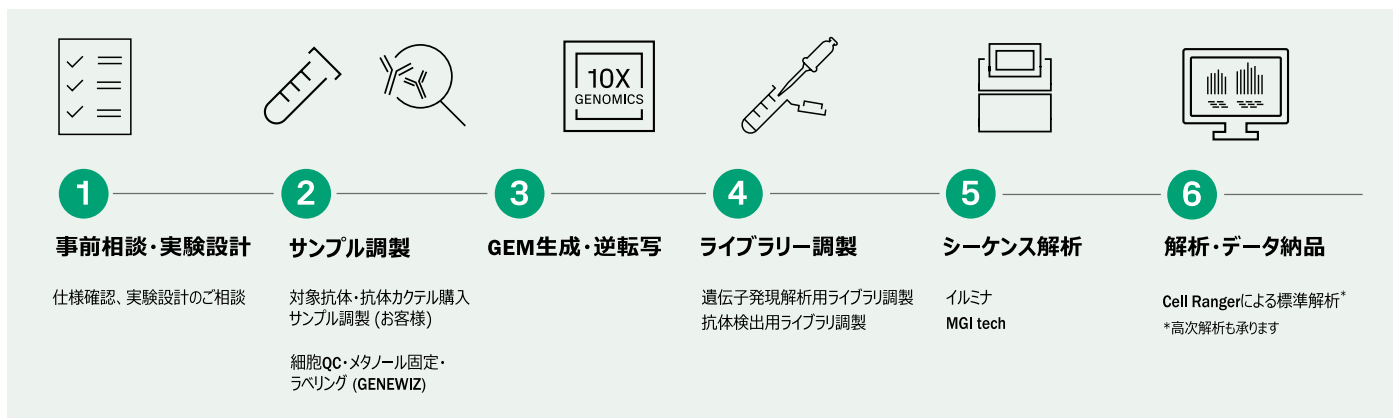 10X
GENOMICS
1
事前相談・実験設計
仕様確認、実験設計のご相談
2
サンプル調製
対象抗体・抗体カクテル購入
サンプル調製 (お客様)
細胞QC・メタノール固定・
ラベリング (GENEWIZ)
3
GEM生成・逆転写
4
ライブラリー調製
遺伝子発現解析用ライブラリ調製
抗体検出用ライブラリ調製
5
シーケンス解析
イルミナ
MGI tech
6
解析・データ納品
Cell Rangerによる標準解析*
*高次解析も承ります